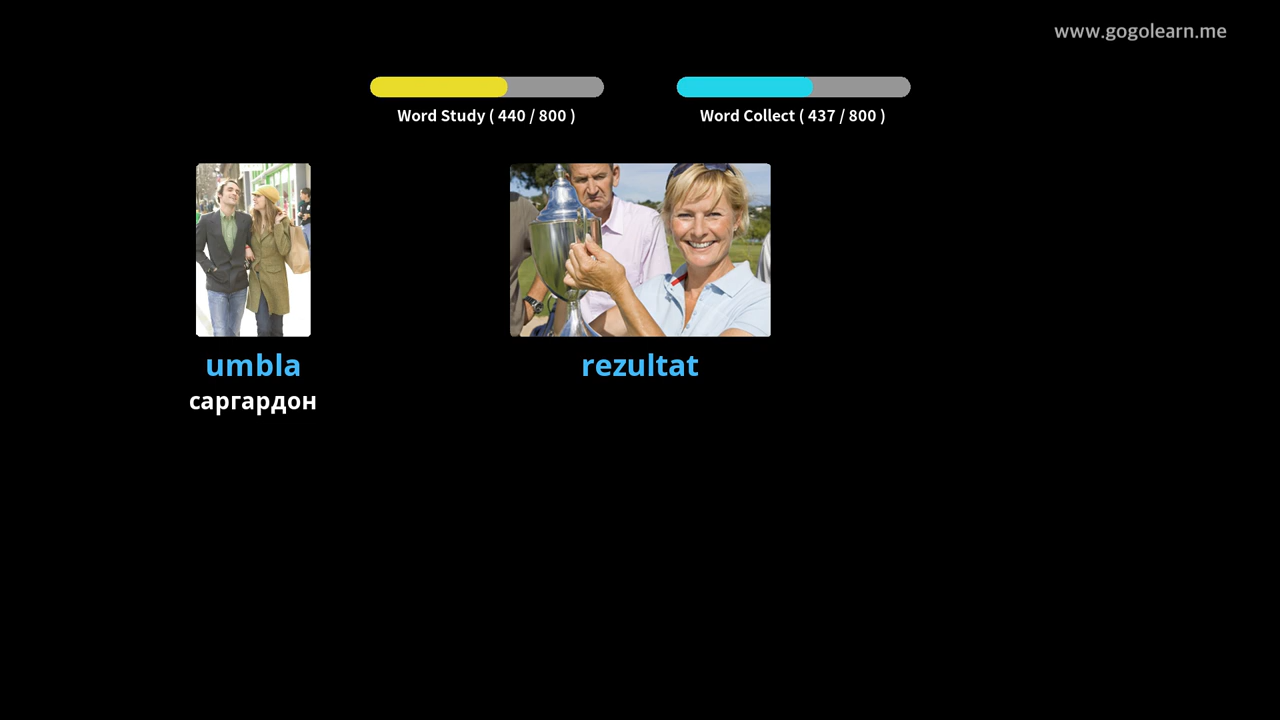 www.gogolearn.me
Word Study ( 440 / 800 )
Word Collect ( 437 / 800 )
umbla
саргардон
rezultat